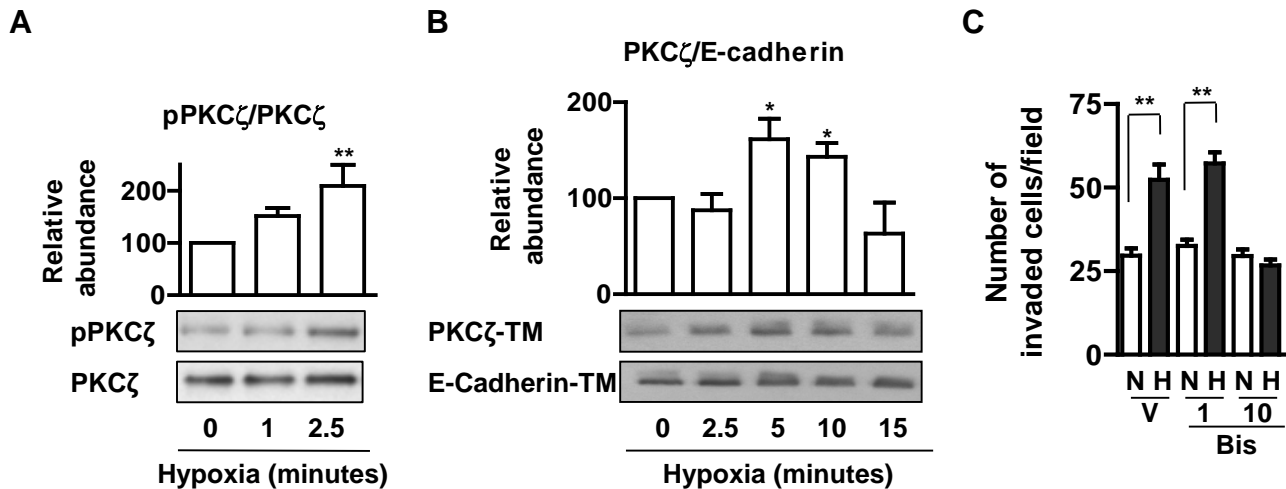 A
pPKCζ/PKCζ
Relative
abundance
200
100
0
**
pPKCζ
PKCζ
0 1 2.5
Hypoxia (minutes)
B
PKCζ/E-cadherin
Relative
abundance
200
100
0
* *
PKCζ-TM
E-Cadherin-TM
0 2.5 5 10 15
Hypoxia (minutes)
C
Number of
invaded cells/field
75
50
25
0
** **
N H N H N H
V 1 10
Bis